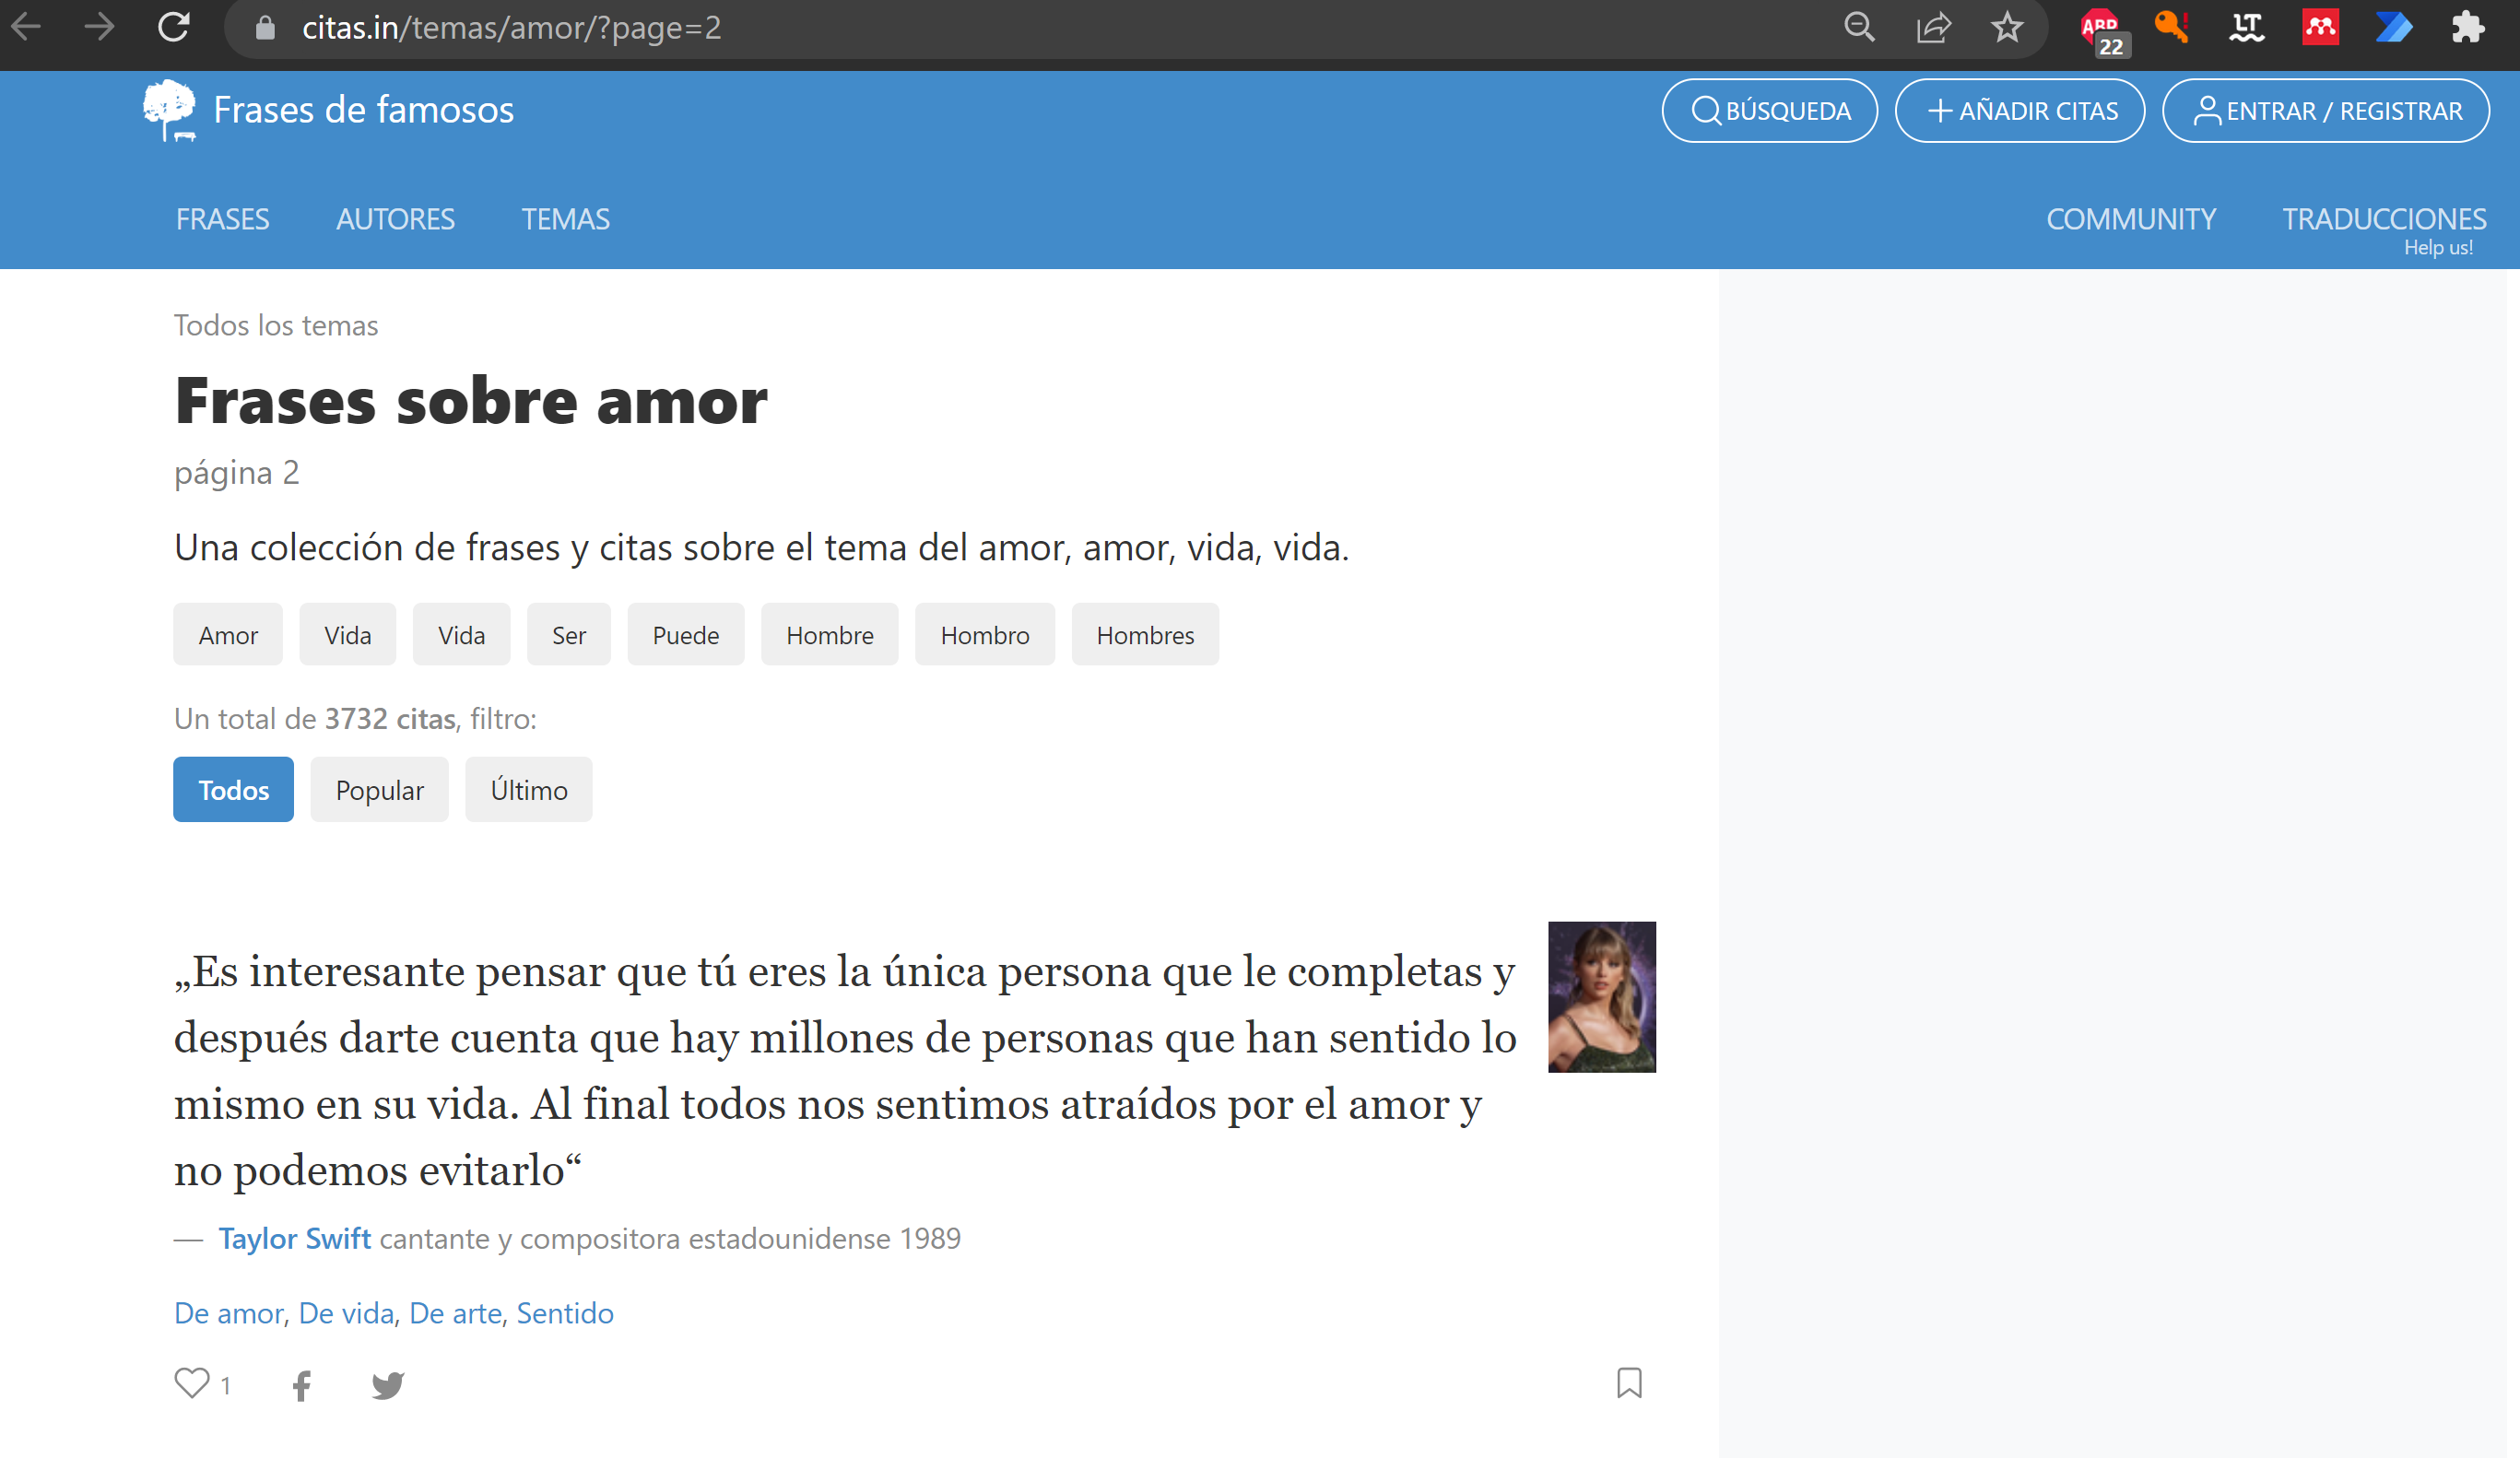 citas.in/temas/amor/?page=2
ABP
22
LT
Frases de famosos
BÚSQUEDA
AÑADIR CITAS
ENTRAR / REGISTRAR
FRASES
AUTORES
TEMAS
COMMUNITY
TRADUCCIONES
Help us!
Todos los temas
Frases sobre amor
página 2
Una colección de frases y citas sobre el tema del amor, amor, vida, vida.
Amor
Vida
Vida
Ser
Puede
Hombre
Hombro
Hombres
Un total de 3732 citas, filtro:
Todos
Popular
Último
„Es interesante pensar que tú eres la única persona que le completas y
después darte cuenta que hay millones de personas que han sentido lo
mismo en su vida. Al final todos nos sentimos atraídos por el amor y
no podemos evitarlo“
— Taylor Swift cantante y compositora estadounidense 1989
De amor, De vida, De arte, Sentido
1